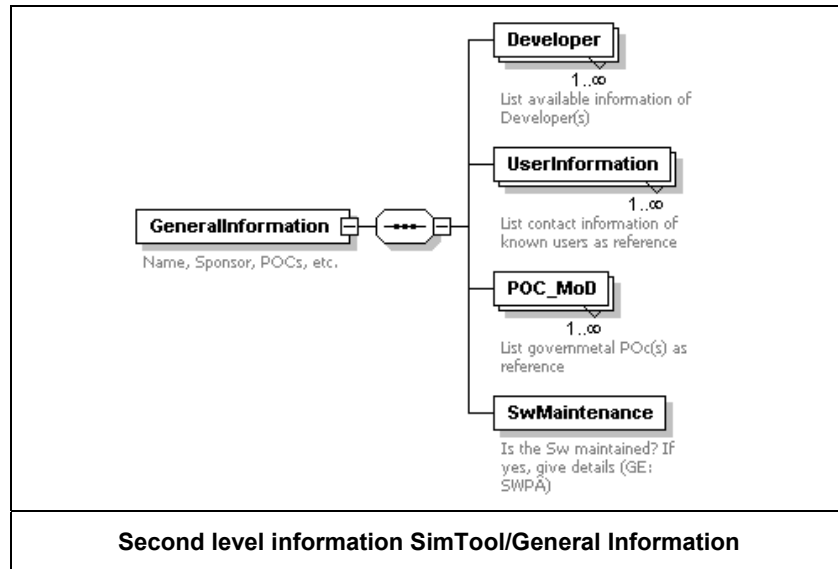 Developer
1..∞
List available information of
Developer(s)
UserInformation
1..∞
List contact information of
known users as reference
GeneralInformation
Name, Sponsor, POCs, etc.
POC_MoD
1..∞
List governmetal POc(s) as
reference
SwMaintenance
Is the Sw maintained? If
yes, give details (GE:
SWPÄ)
Second level information SimTool/General Information